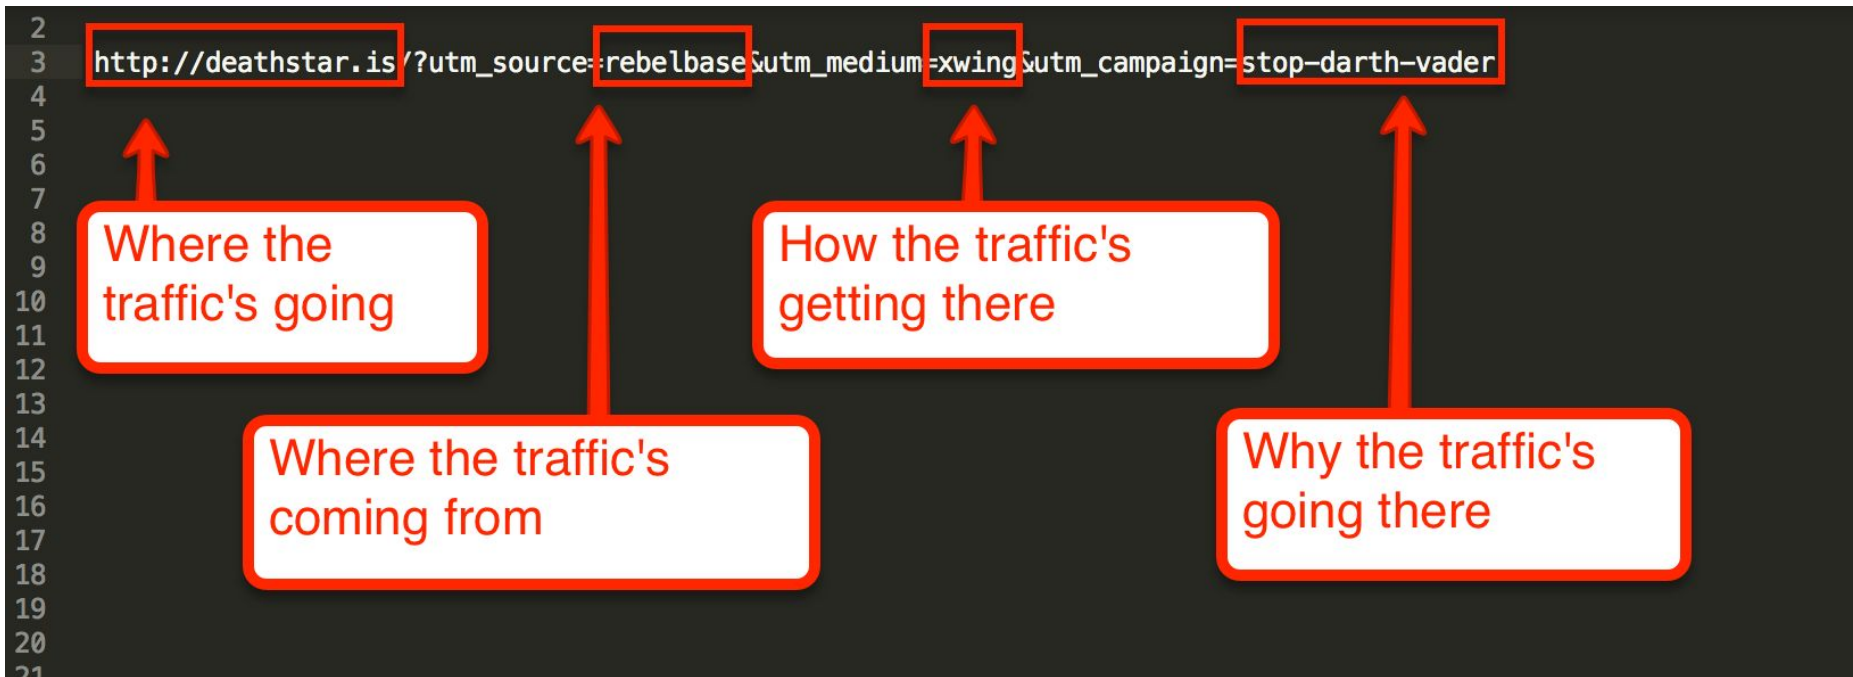 2
3 http://deathstar.is/?utm_source=rebelbase&utm_medium=xwing&utm_campaign=stop-darth-vader
4
5
6
7
8
9
10
11
12
13
14
15
16
17
18
19
20
21
Where the
traffic's going
Where the traffic's
coming from
How the traffic's
getting there
Why the traffic's
going there